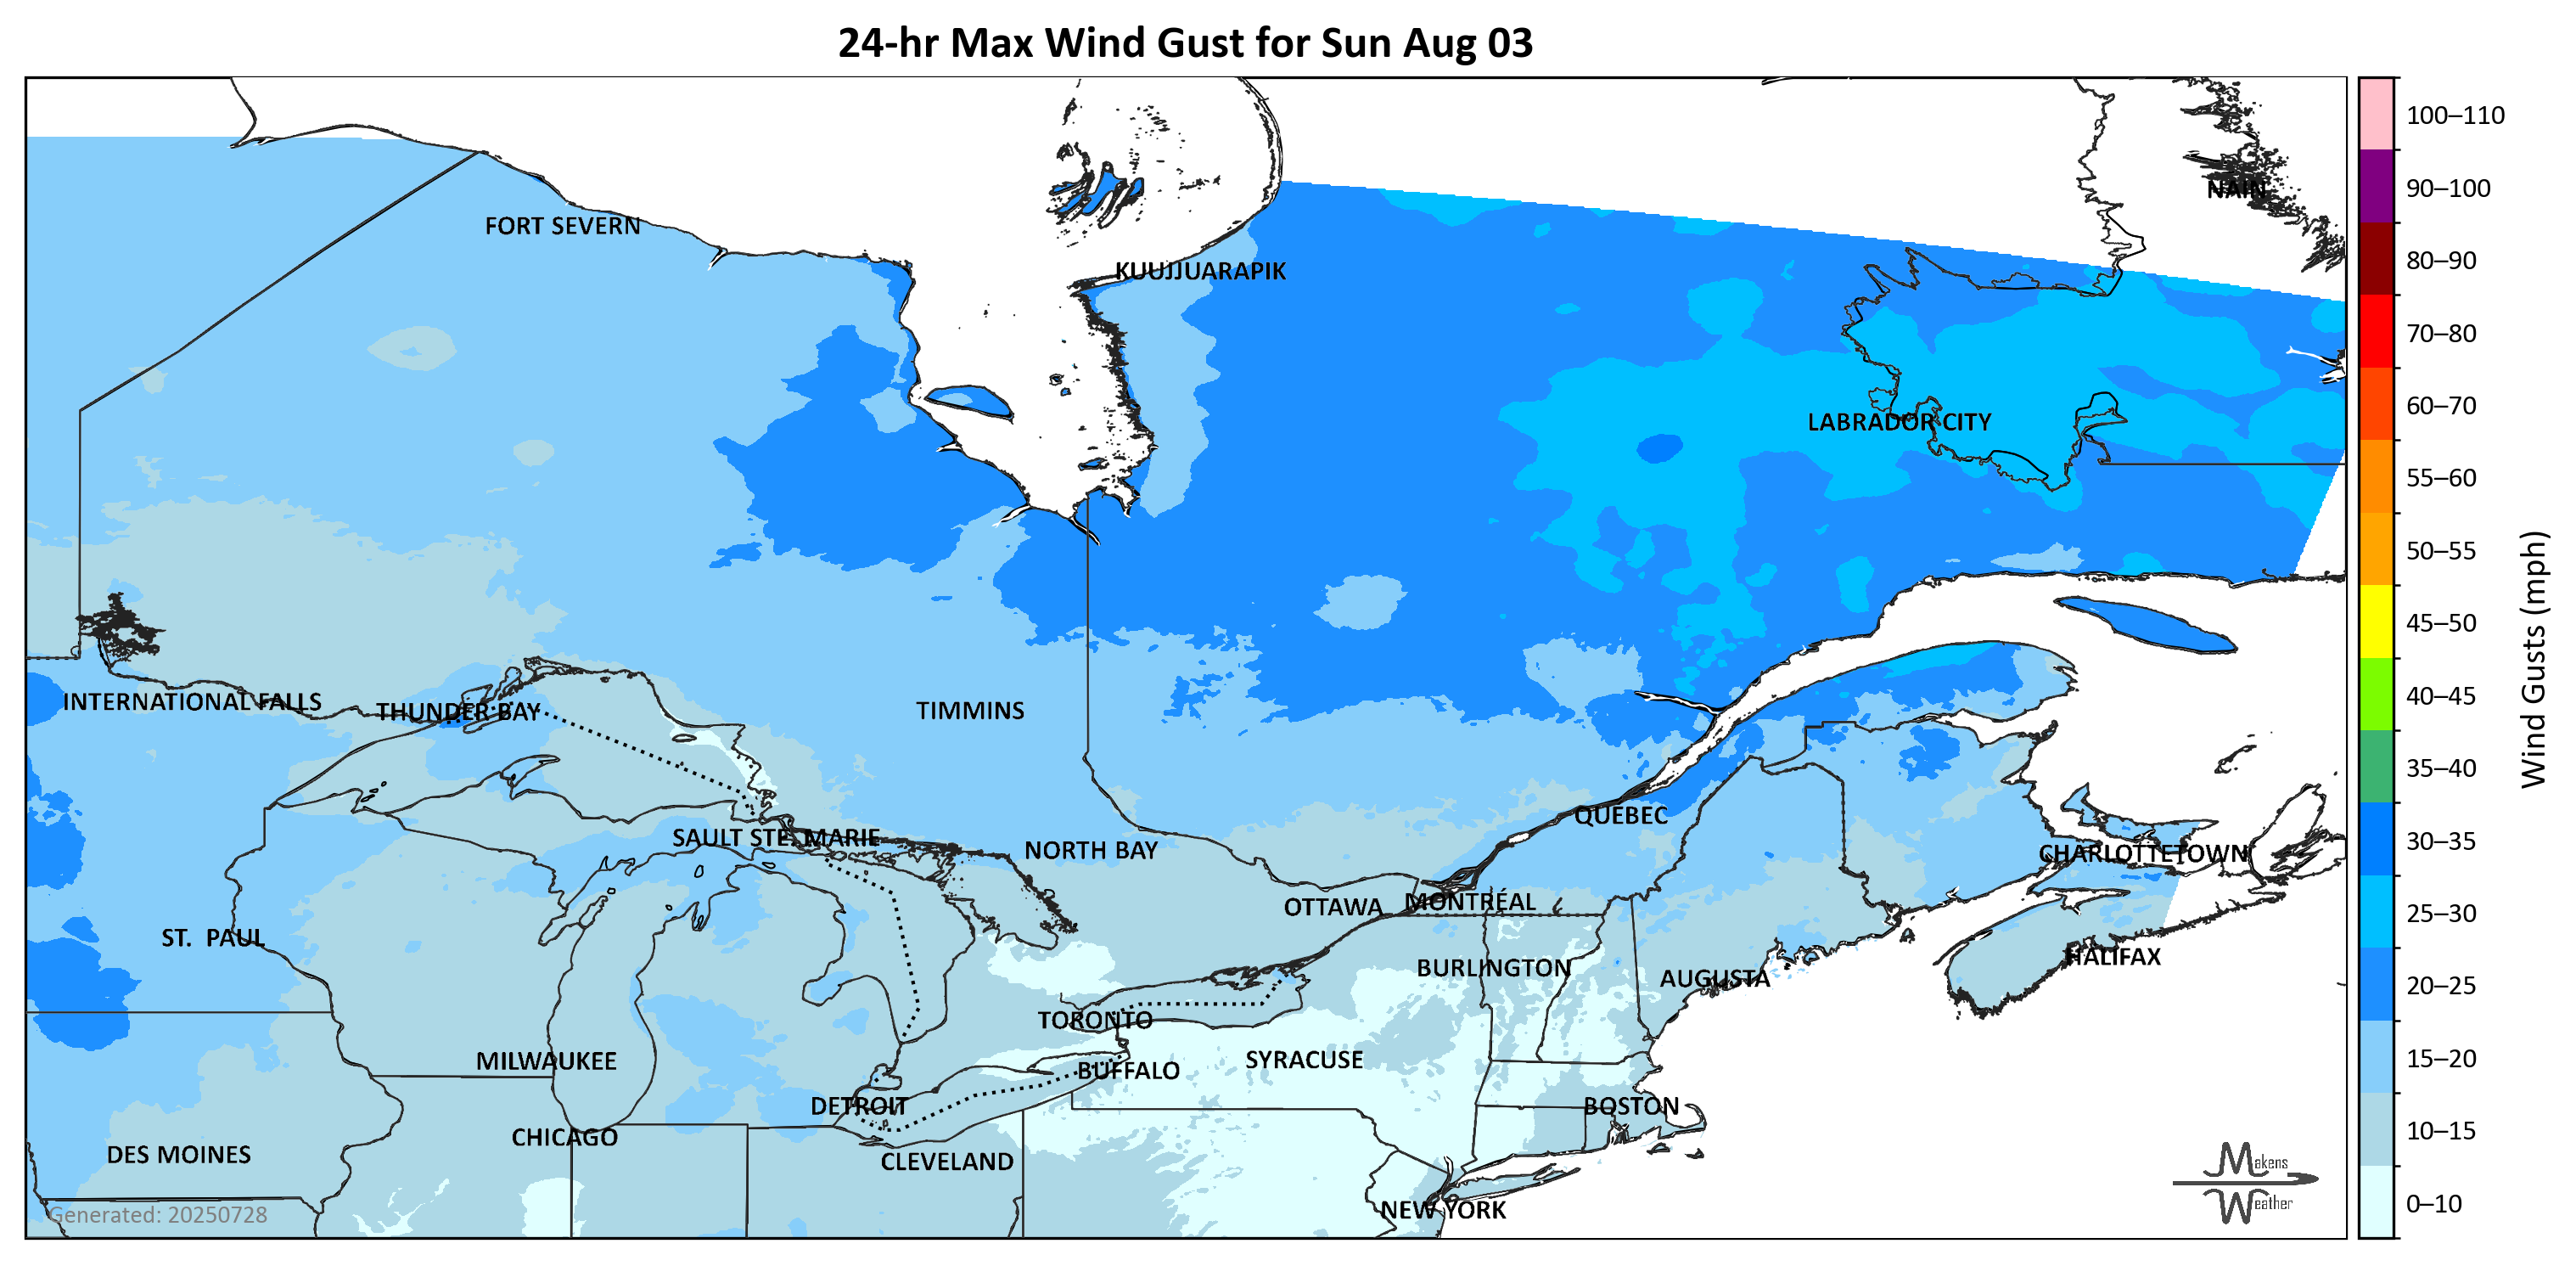 24-hr Max Wind Gust for Sun Aug 03
NAIN
FORT SEVERN
KUUJJUARAPIK
LABRADOR CITY
INTERNATIONAL FALLS
THUNDER BAY
TIMMINS
QUEBEC
SAULT STE. MARIE
NORTH BAY
CHARLOTTETOWN
OTTAWA
MONTRÉAL
ST. PAUL
HALIFAX
BURLINGTON
AUGUSTA
TORONTO
MILWAUKEE
SYRACUSE
BUFFALO
DETROIT
BOSTON
CHICAGO
DES MOINES
CLEVELAND
NEW YORK
Generated: 20250728
Makens
Weather
100–110
90–100
80–90
70–80
60–70
55–60
50–55
45–50
40–45
35–40
30–35
25–30
20–25
15–20
10–15
0–10
Wind Gusts (mph)